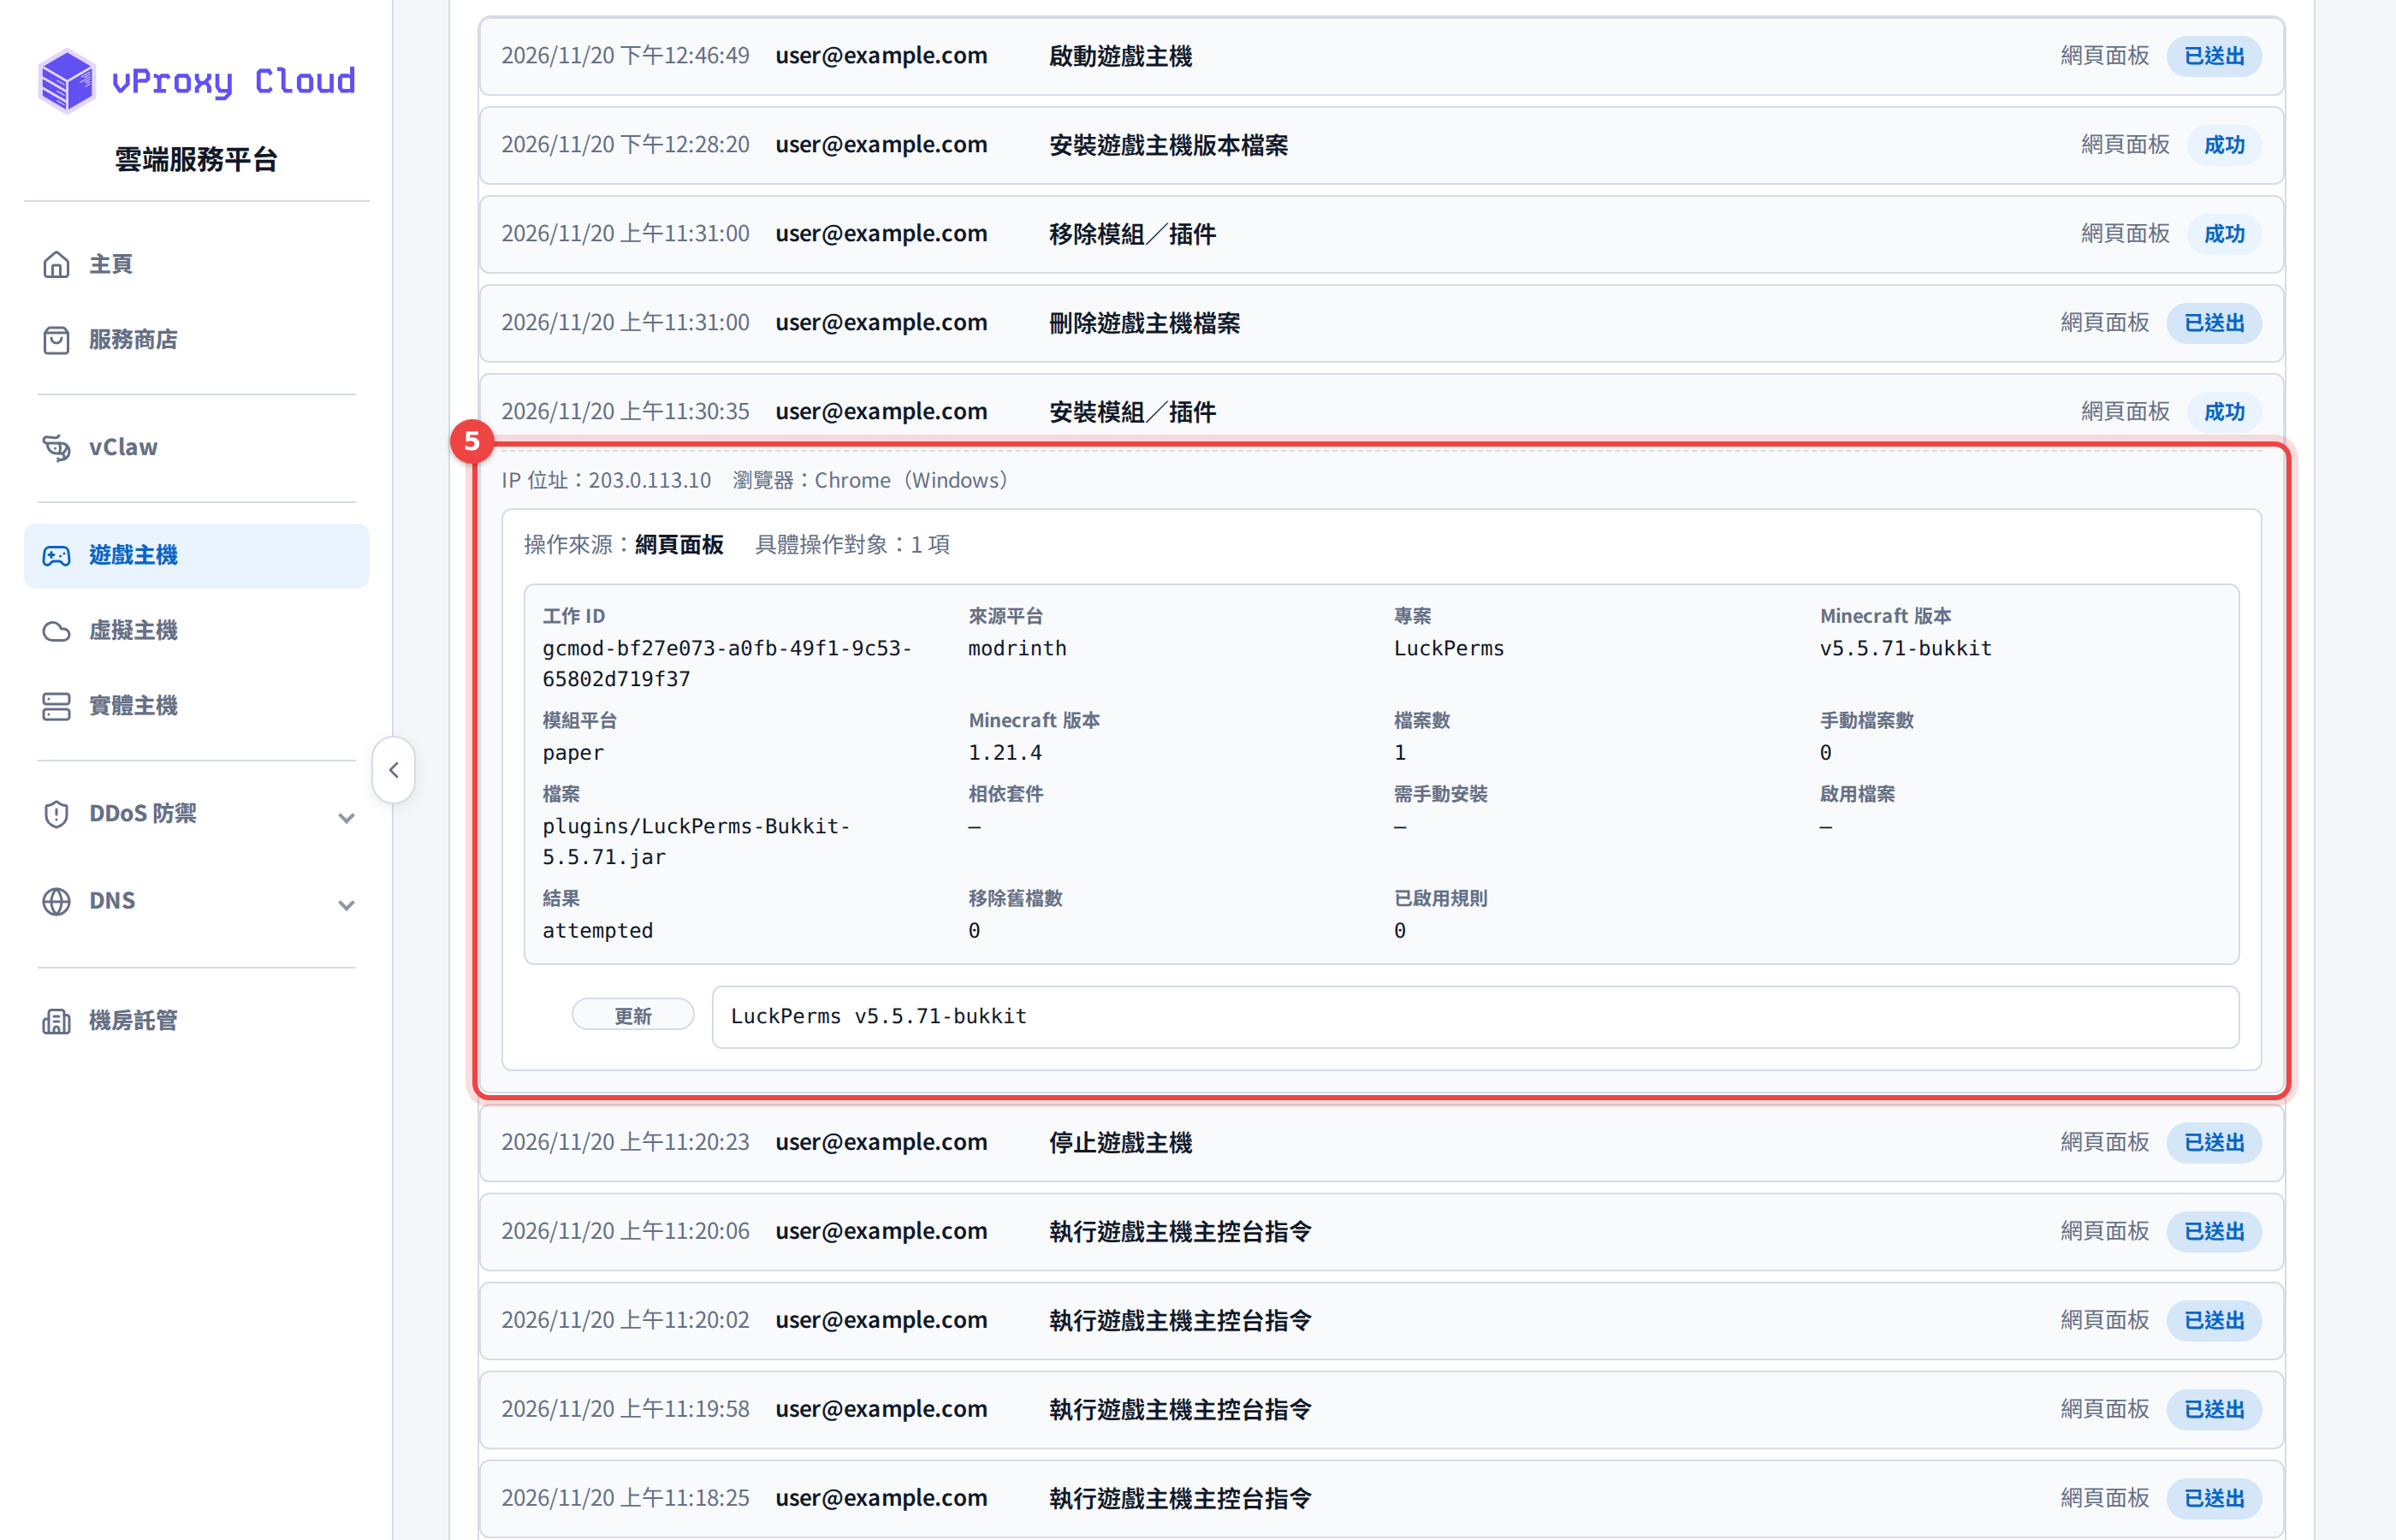 vProxy Cloud
雲端服務平台
主頁
服務商店
vClaw
遊戲主機
虛擬主機
實體主機
DDoS 防禦
DNS
機房託管
2026/11/20 下午12:46:49 user@example.com 啟動遊戲主機 網頁面板 已送出
2026/11/20 下午12:28:20 user@example.com 安裝遊戲主機版本檔案 網頁面板 成功
2026/11/20 上午11:31:00 user@example.com 移除模組／插件 網頁面板 成功
2026/11/20 上午11:31:00 user@example.com 刪除遊戲主機檔案 網頁面板 已送出
2026/11/20 上午11:30:35 user@example.com 安裝模組／插件 網頁面板 成功
5
IP 位址：203.0.113.10 瀏覽器：Chrome（Windows）
操作來源：網頁面板 具體操作對象：1 項
工作 ID 來源平台 專案 Minecraft 版本
gcmod-bf27e073-a0fb-49f1-9c53- modrinth LuckPerms v5.5.71-bukkit
65802d719f37
模組平台 Minecraft 版本 檔案數 手動檔案數
paper 1.21.4 1 0
檔案 相依套件 需手動安裝 啟用檔案
plugins/LuckPerms-Bukkit- — — —
5.5.71.jar
結果 移除舊檔數 已啟用規則
attempted 0 0
更新 LuckPerms v5.5.71-bukkit
2026/11/20 上午11:20:23 user@example.com 停止遊戲主機 網頁面板 已送出
2026/11/20 上午11:20:06 user@example.com 執行遊戲主機主控台指令 網頁面板 已送出
2026/11/20 上午11:20:02 user@example.com 執行遊戲主機主控台指令 網頁面板 已送出
2026/11/20 上午11:19:58 user@example.com 執行遊戲主機主控台指令 網頁面板 已送出
2026/11/20 上午11:18:25 user@example.com 執行遊戲主機主控台指令 網頁面板 已送出